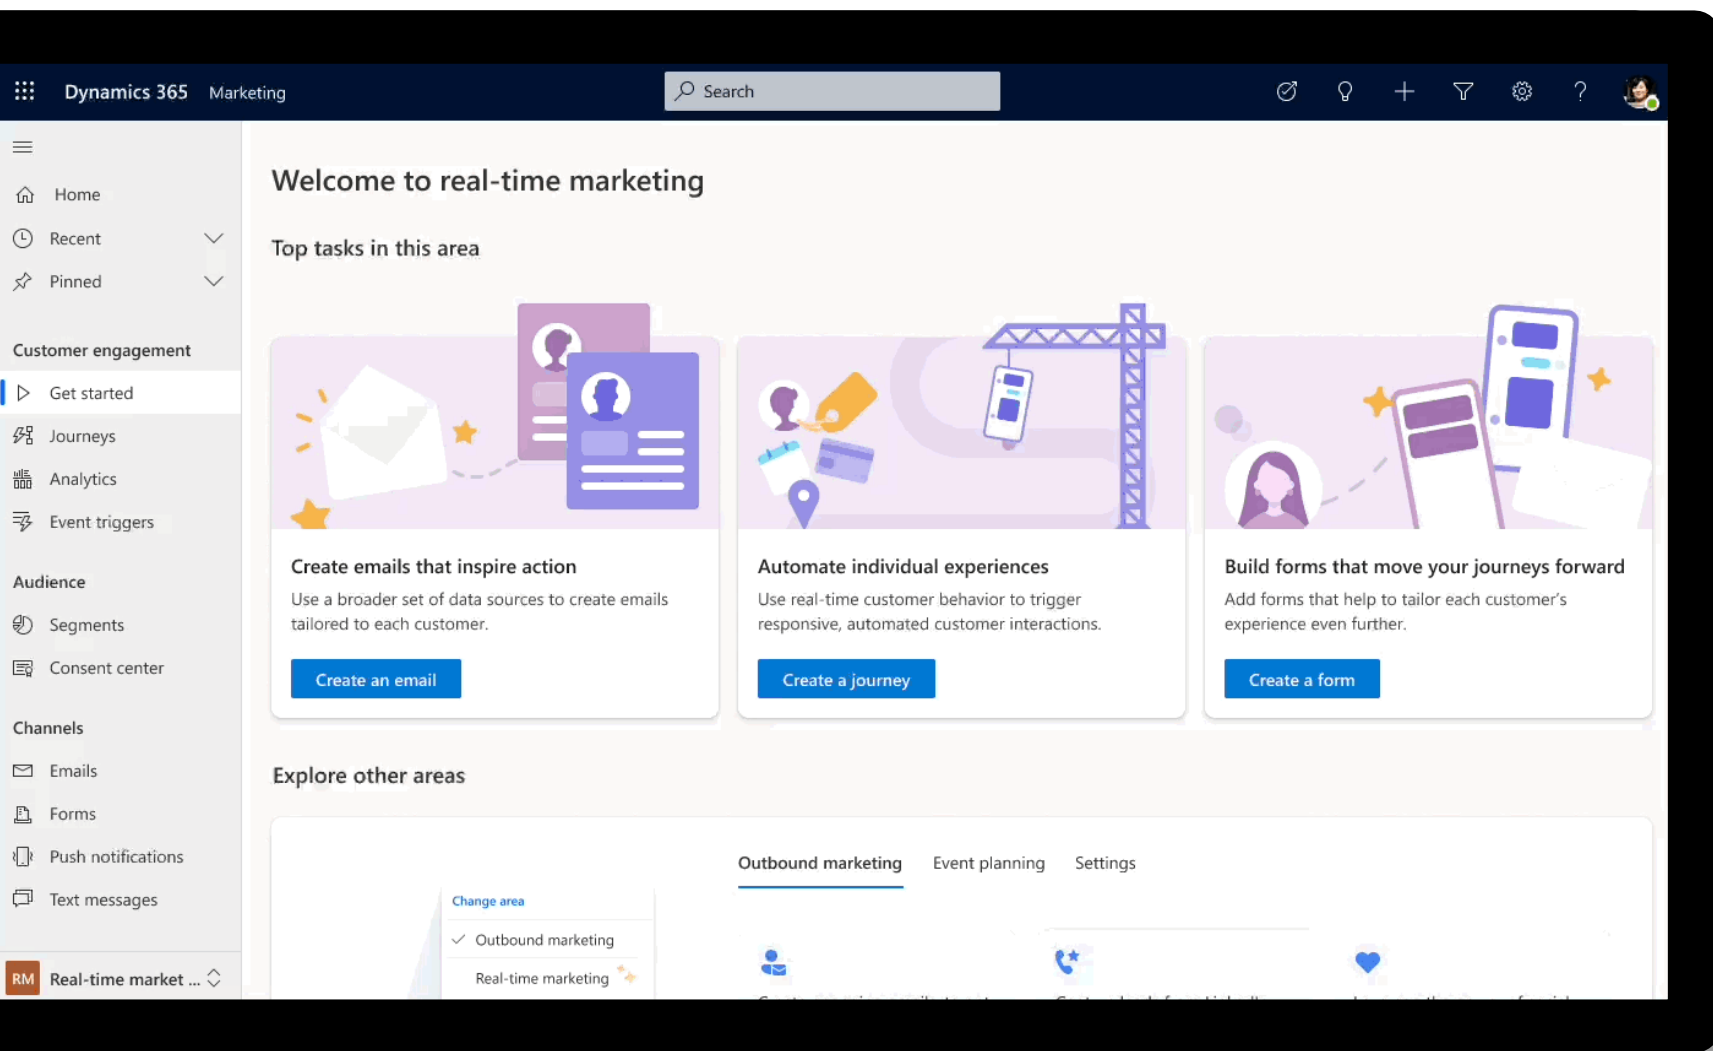 Dynamics 365 Marketing
Search
Home
Recent
Pinned
Customer engagement
Get started
Journeys
Analytics
Event triggers
Audience
Segments
Consent center
Channels
Emails
Forms
Push notifications
Text messages
RM Real-time market ...
Welcome to real-time marketing
Top tasks in this area
Create emails that inspire action
Use a broader set of data sources to create emails
tailored to each customer.
Create an email
Automate individual experiences
Use real-time customer behavior to trigger
responsive, automated customer interactions.
Create a journey
Build forms that move your journeys forward
Add forms that help to tailor each customer’s
experience even further.
Create a form
Explore other areas
Change area
Outbound marketing
Real-time marketing
Outbound marketing Event planning Settings